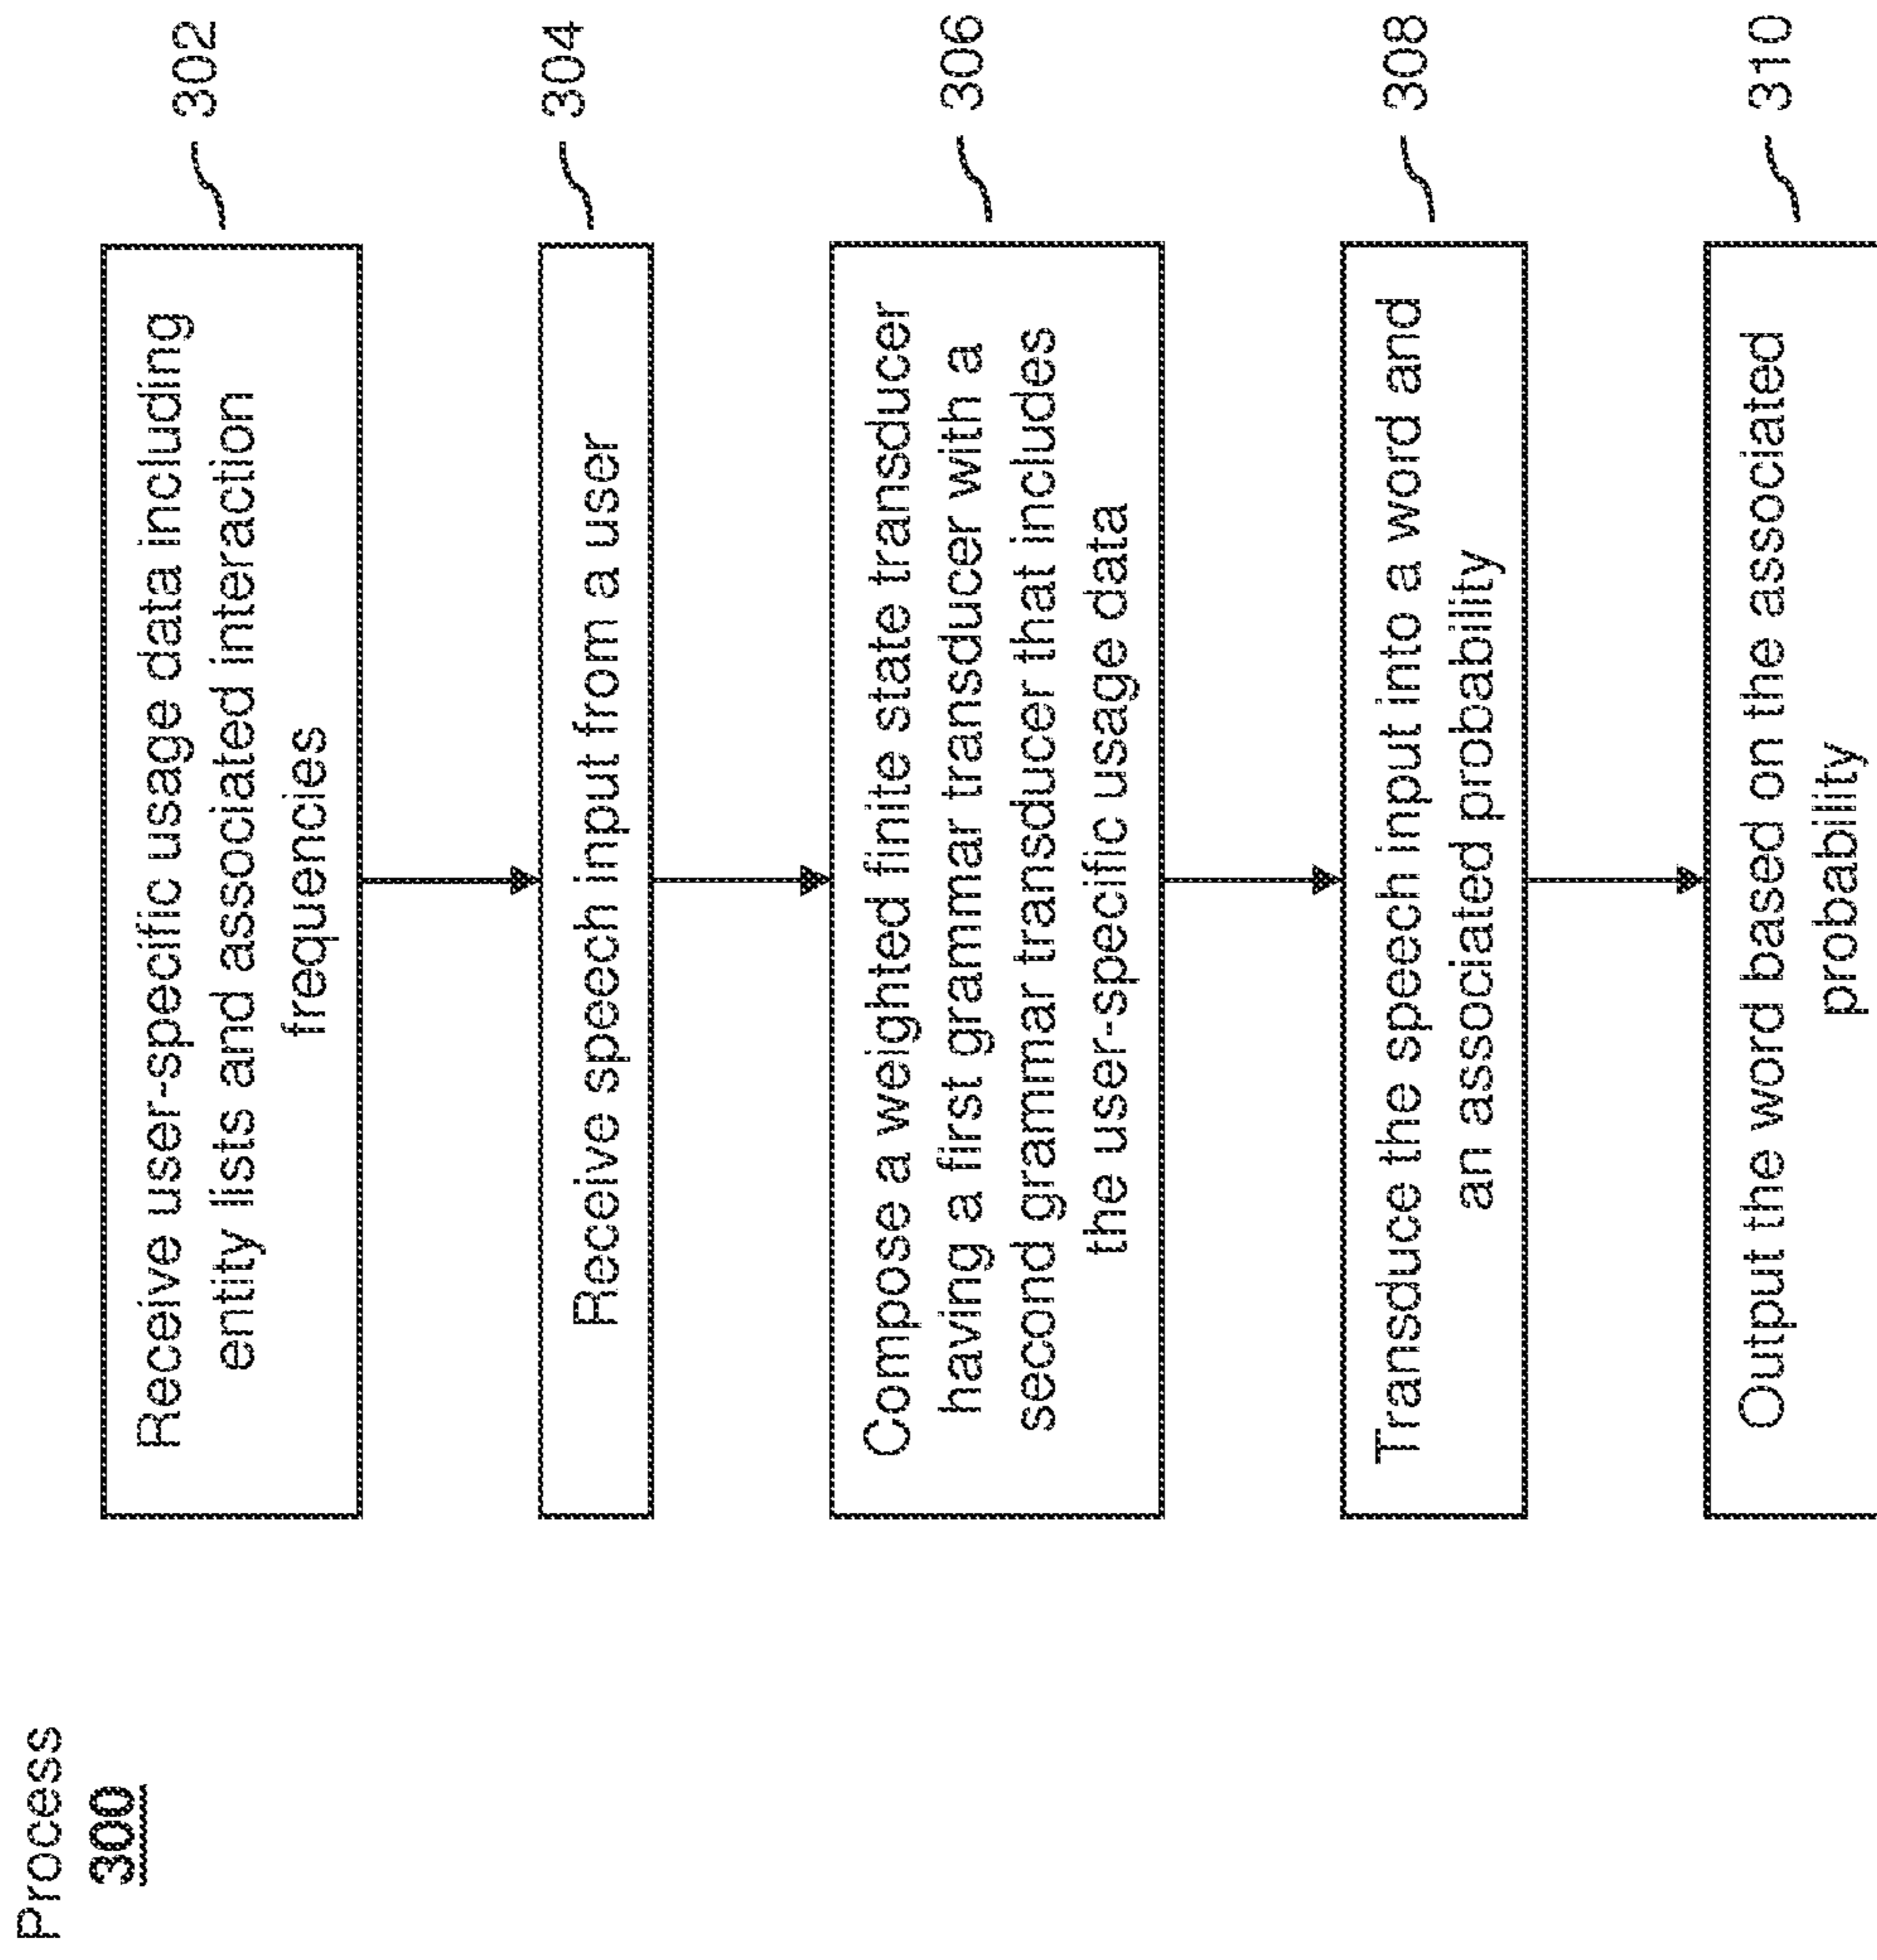 Process
300
Receive user-specific usage data including
entity lists and associated interaction
frequencies
302
Receive speech input from a user
304
Compose a weighted finite state transducer
having a first grammar transducer with a
second grammar transducer that includes
the user-specific usage data
306
Transduce the speech input into a word and
an associated probability
308
Output the word based on the associated
probability
310